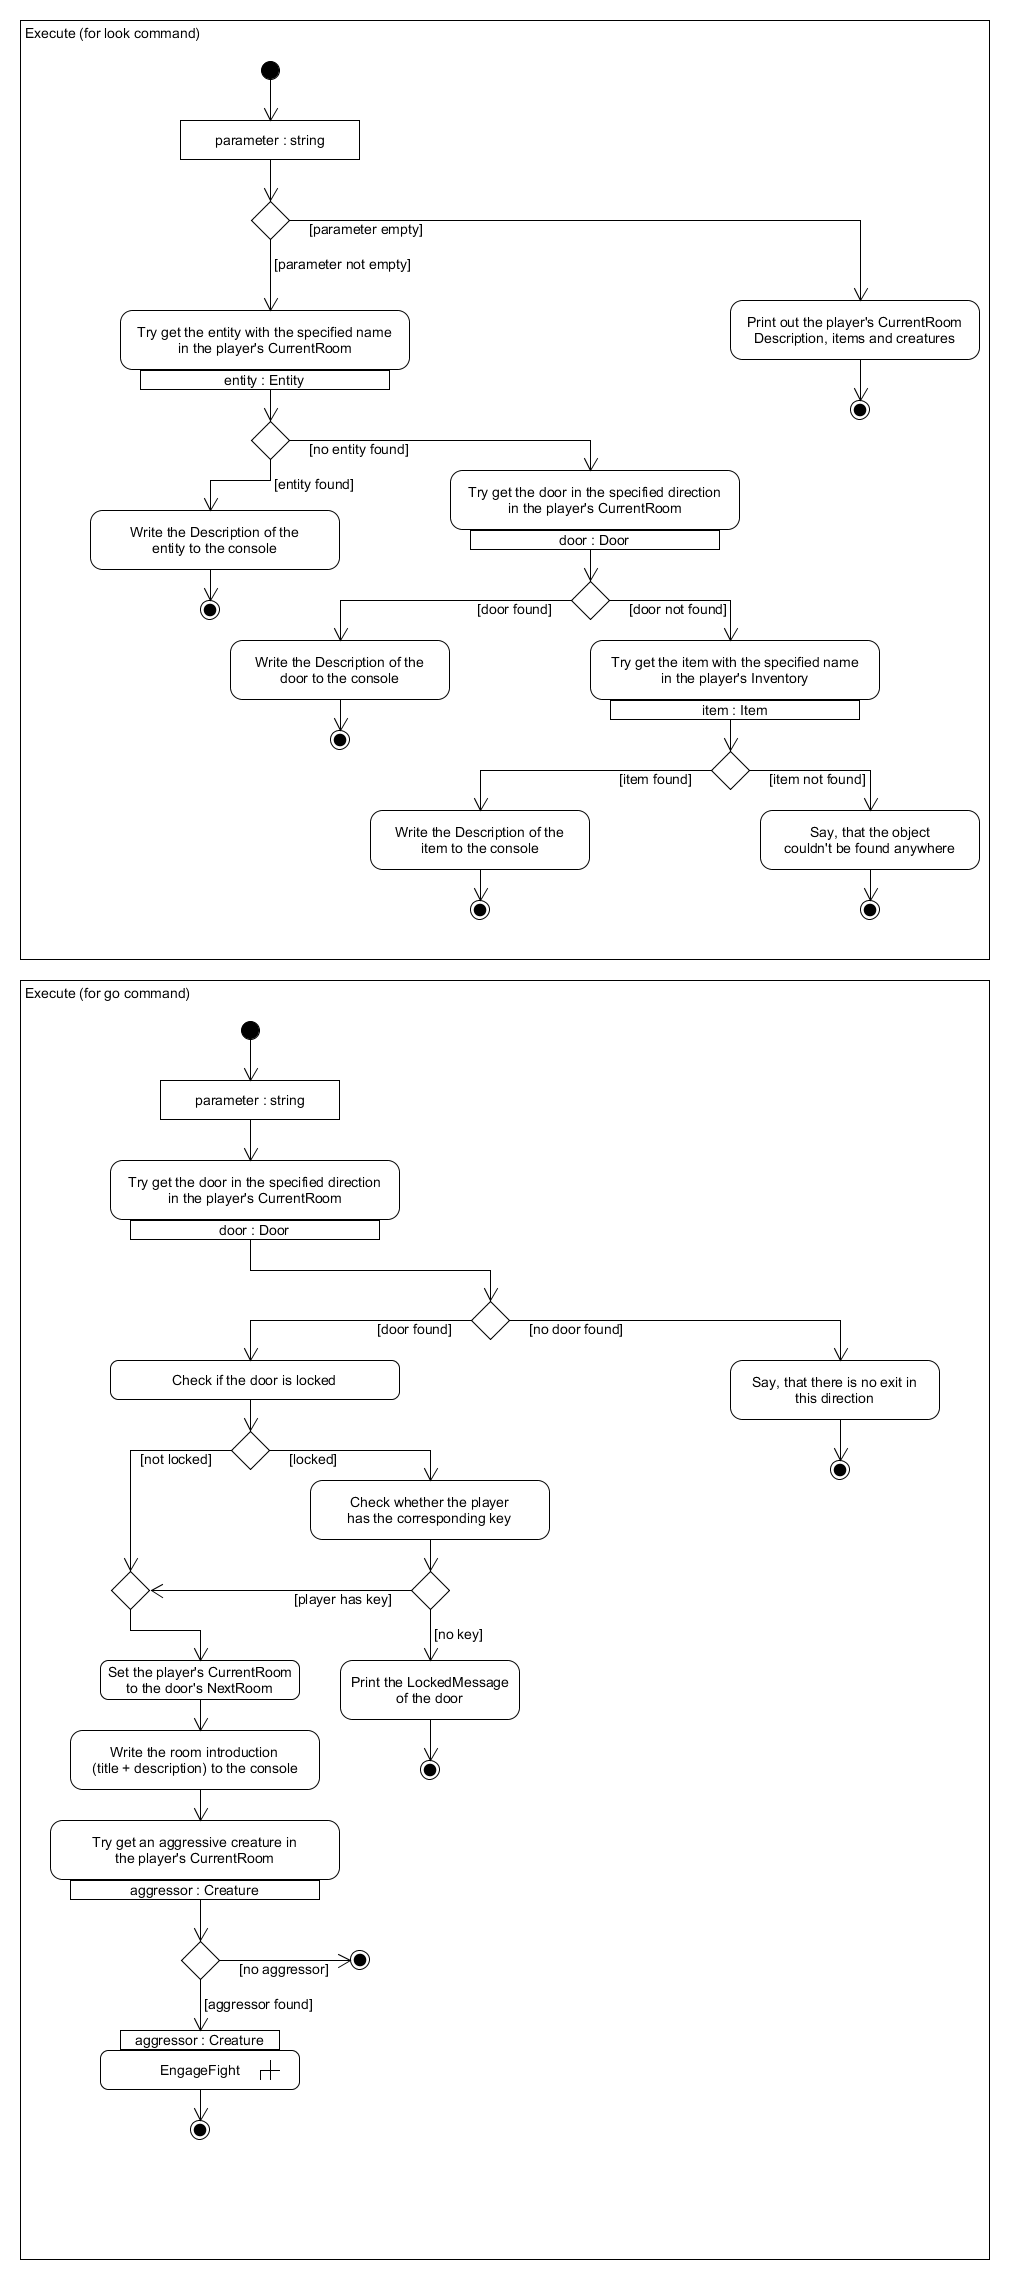 Execute (for look command)
parameter : string
[parameter empty]
[parameter not empty]
Print out the player's CurrentRoom
Description, items and creatures
Try get the entity with the specified name
in the player's CurrentRoom
entity : Entity
[no entity found]
[entity found]
Try get the door in the specified direction
in the player's CurrentRoom
door : Door
Write the Description of the
entity to the console
[door found]
[door not found]
Write the Description of the
door to the console
Try get the item with the specified name
in the player's Inventory
item : Item
[item found]
[item not found]
Write the Description of the
item to the console
Say, that the object
couldn't be found anywhere
Execute (for go command)
parameter : string
Try get the door in the specified direction
in the player's CurrentRoom
door : Door
[door found]
[no door found]
Check if the door is locked
Say, that there is no exit in
this direction
[not locked]
[locked]
Check whether the player
has the corresponding key
[player has key]
[no key]
Set the player's CurrentRoom
to the door's NextRoom
Print the LockedMessage
of the door
Write the room introduction
(title + description) to the console
Try get an aggressive creature in
the player's CurrentRoom
aggressor : Creature
[no aggressor]
[aggressor found]
aggressor : Creature
EngageFight